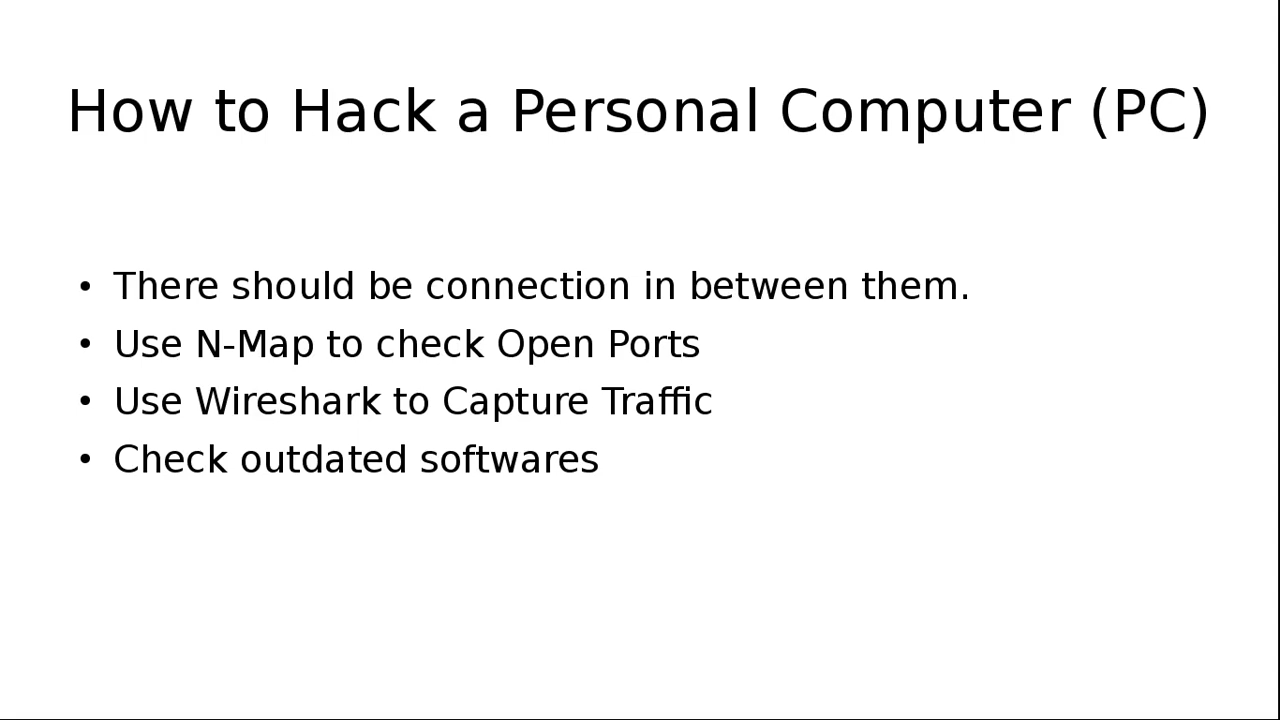 How to Hack a Personal Computer (PC)
• There should be connection in between them.
• Use N-Map to check Open Ports
• Use Wireshark to Capture Traffic
• Check outdated softwares